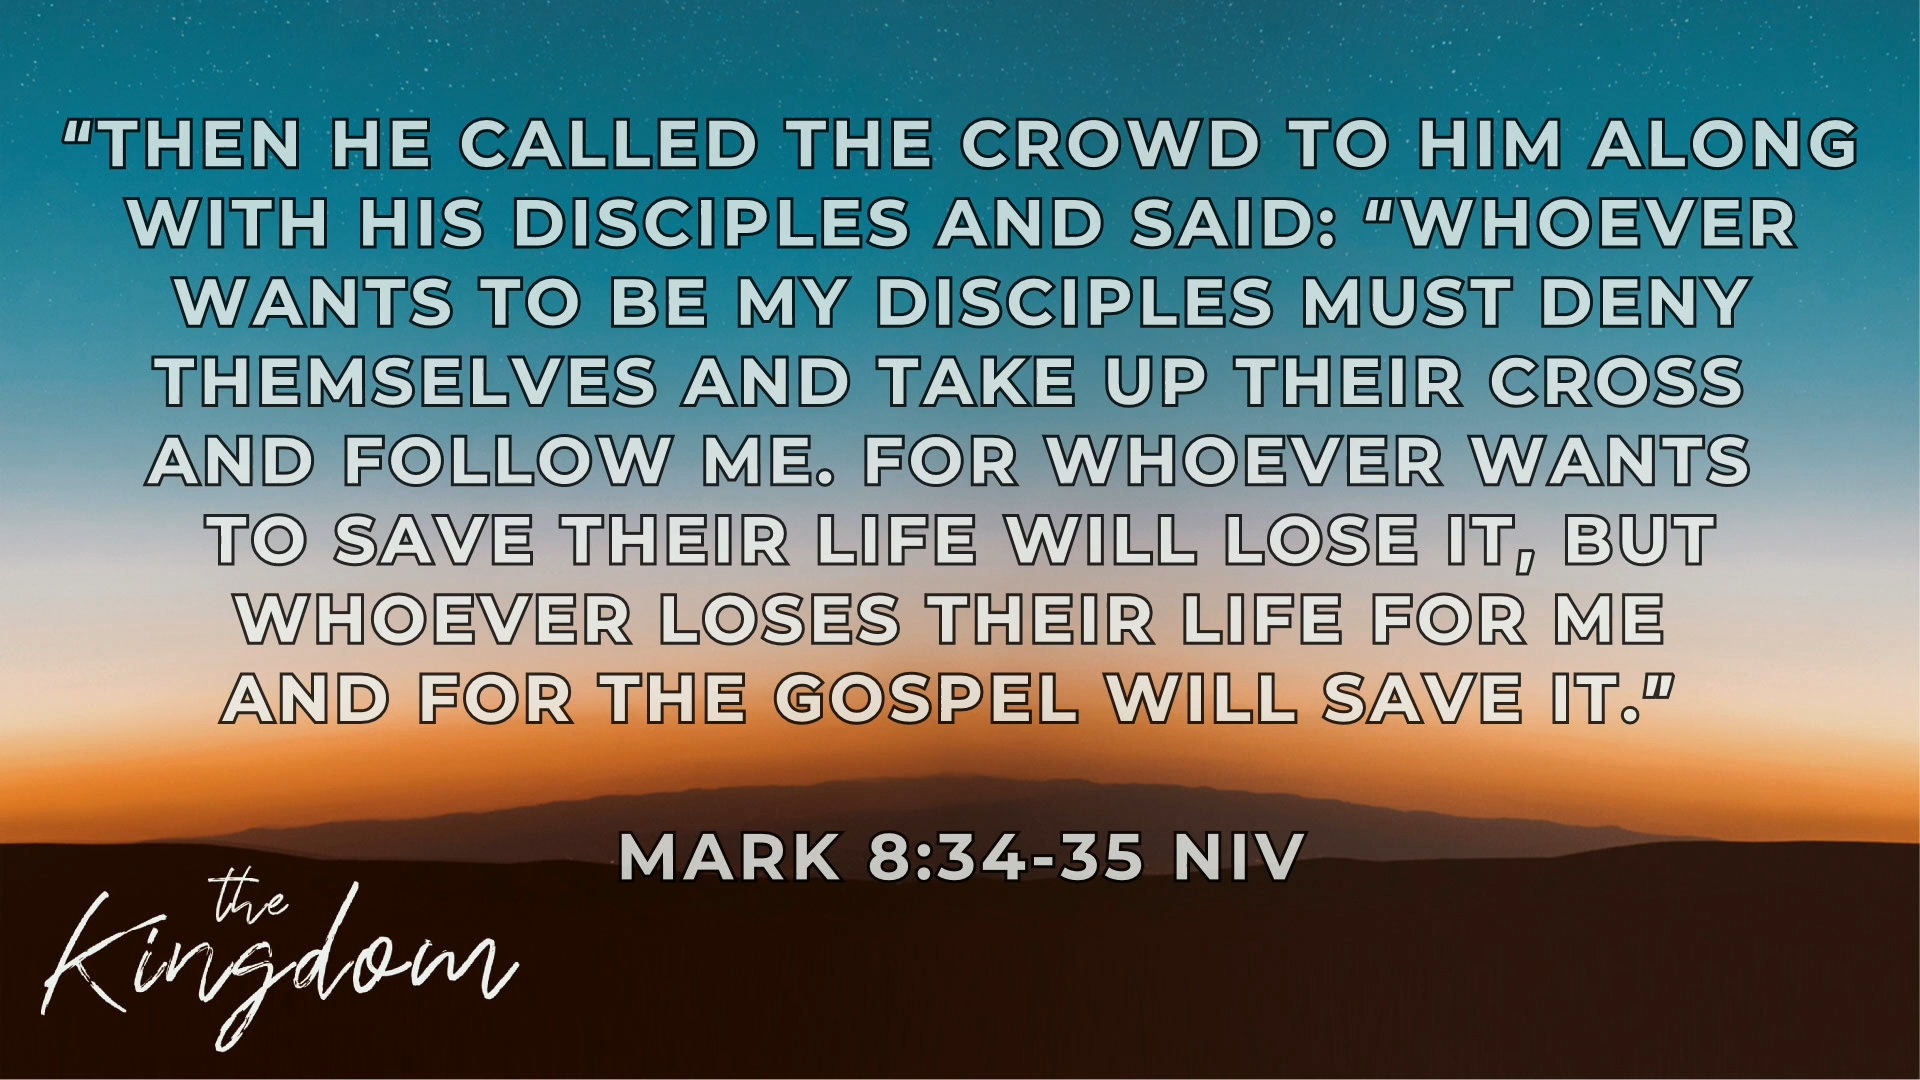 “THEN HE CALLED THE CROWD TO HIM ALONG
WITH HIS DISCIPLES AND SAID: “WHOEVER
WANTS TO BE MY DISCIPLES MUST DENY
THEMSELVES AND TAKE UP THEIR CROSS
AND FOLLOW ME. FOR WHOEVER WANTS
TO SAVE THEIR LIFE WILL LOSE IT, BUT
WHOEVER LOSES THEIR LIFE FOR ME
AND FOR THE GOSPEL WILL SAVE IT.”
MARK 8:34-35 NIV
the
Kingdom